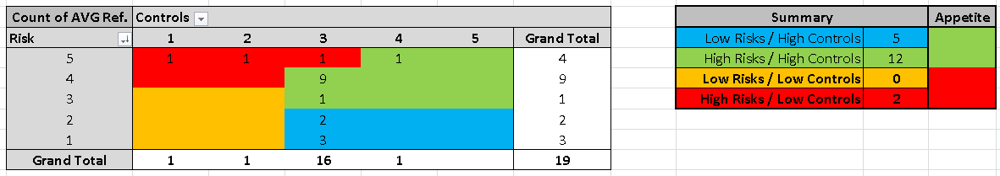 Count of AVG Ref. Controls
Risk 1 2 3 4 5 Grand Total
5 1 1 1 1 4
4 9 9
3 1 1
2 2 2
1 3 3
Grand Total 1 1 16 1 19
Summary Appetite
Low Risks / High Controls 5
High Risks / High Controls 12
Low Risks / Low Controls 0
High Risks / Low Controls 2